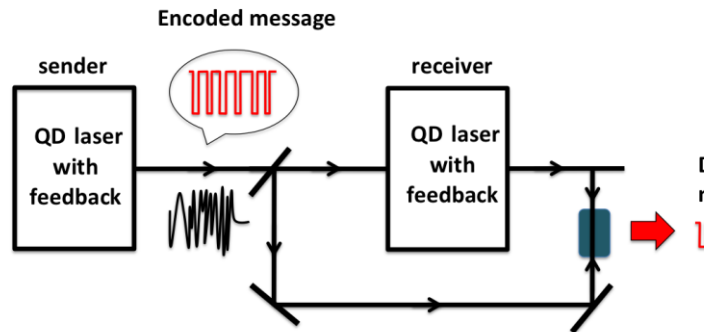 Encoded message
sender
receiver
QD laser
with
feedback
QD laser
with
feedback